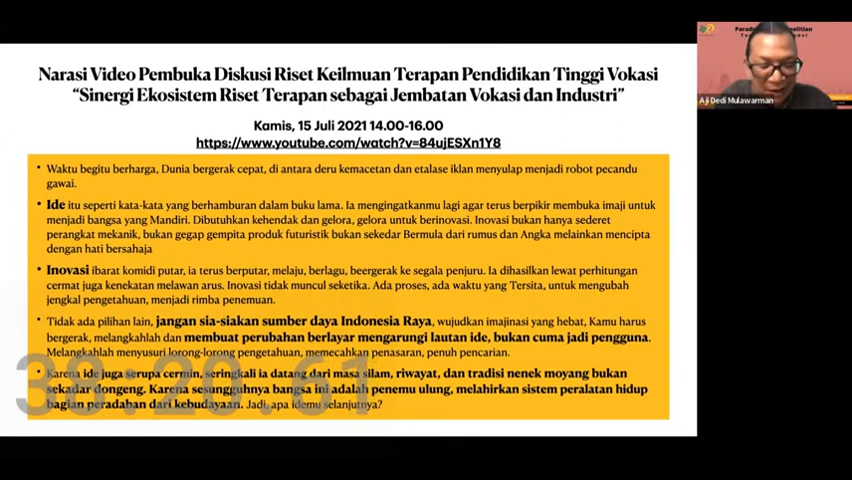 Narasi Video Pembuka Diskusi Riset Keilmuan Terapan Pendidikan Tinggi Vokasi
“Sinergi Ekosistem Riset Terapan sebagai Jembatan Vokasi dan Industri”
Kamis, 15 Juli 2021 14.00-16.00
https://www.youtube.com/watch?v=84ujESXn1Y8
• Waktu begitu berharga, Dunia bergerak cepat, di antara deru kemacetan dan etalase iklan menyulap menjadi robot pecandu
gawai.
• Ide itu seperti kata-kata yang berhamburan dalam buku lama. Ia mengingatkanmu lagi agar terus berpikir membuka imaji untuk
menjadi bangsa yang Mandiri. Dibutuhkan kehendak dan gelora, gelora untuk berinovasi. Inovasi bukan hanya sederet
perangkat mekanik, bukan gegap gempita produk futuristik bukan sekedar Bermula dari rumus dan Angka melainkan mencipta
dengan hati bersahaja
• Inovasi ibarat komidi putar, ia terus berputar, melaju, berlagu, beergerak ke segala penjuru. Ia dihasilkan lewat perhitungan
cermat juga kenekatan melawan arus. Inovasi tidak muncul seketika. Ada proses, ada waktu yang Tersita, untuk mengubah
jengkal pengetahuan, menjadi rimba penemuan.
• Tidak ada pilihan lain, jangan sia-siakan sumber daya Indonesia Raya, wujudkan imajinasi yang hebat, Kamu harus
bergerak, melangkahlah dan membuat perubahan berlayar mengarungi lautan ide, bukan cuma jadi pengguna.
Melangkahlah menyusuri lorong-lorong pengetahuan, memecahkan penasaran, penuh pencarian.
• Karena ide juga serupa cermin, seringkali ia datang dari masa silam, riwayat, dan tradisi nenek moyang bukan
sekadar dongeng. Karena sesungguhnya bangsa ini adalah penemu ulung, melahirkan sistem peralatan hidup
bagian peradaban dari kebudayaan. Jadi, apa idemu selanjutnya?
38:20.61
Aji Dedi Mulawarman